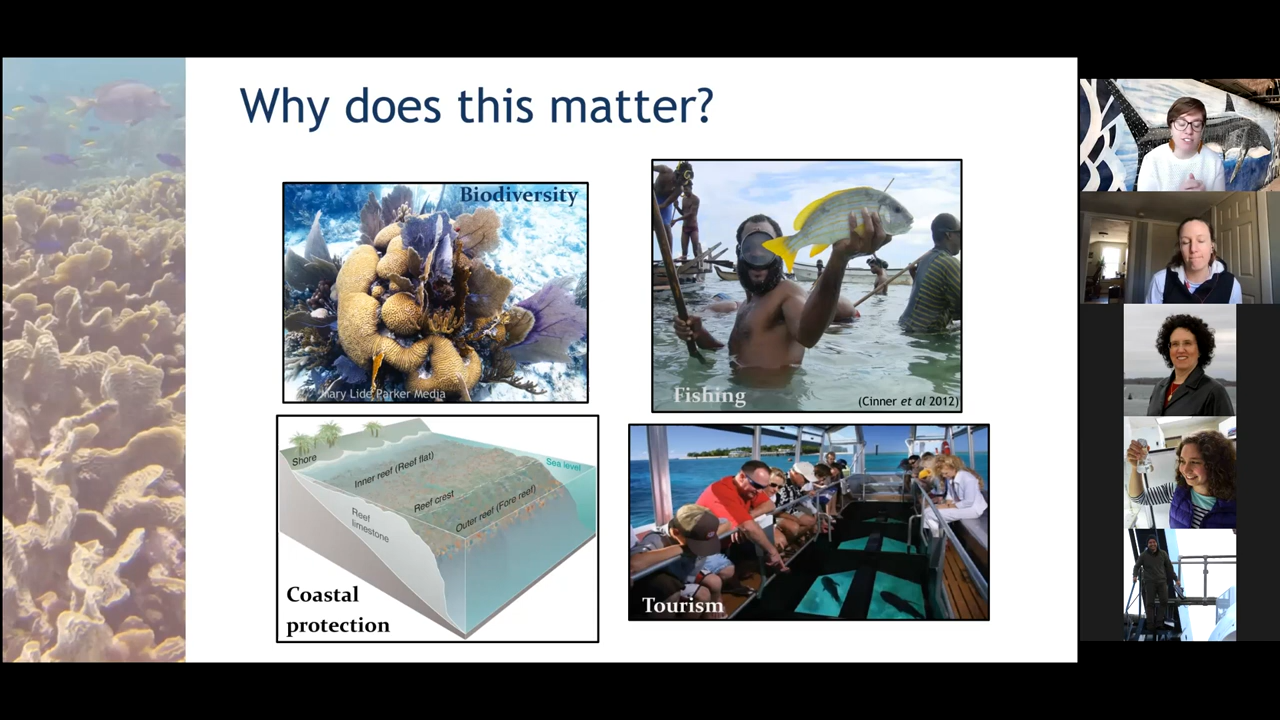 Why does this matter?
Biodiversity
Mary Lide Parker Media
Fishing
(Cinner et al 2012)
Shore
Inner reef (Reef flat)
Sea level
Reef crest
Outer reef (Fore reef)
Reef
limestone
Coastal
protection
Tourism